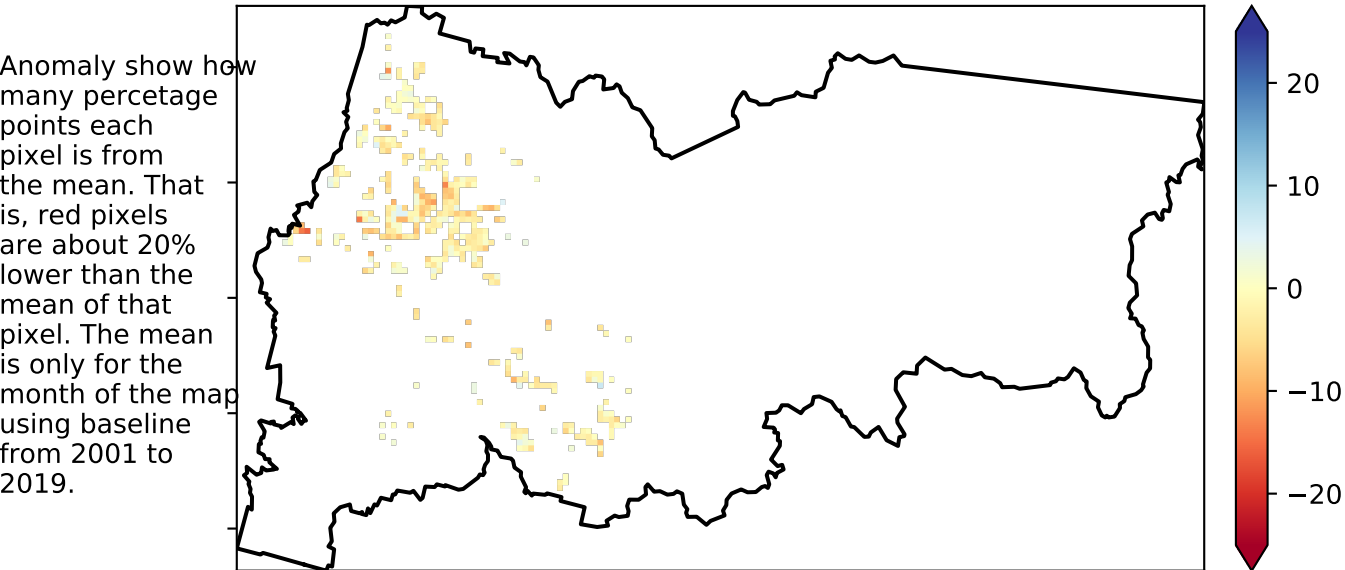 Anomaly show how
many percetage
points each
pixel is from
the mean. That
is, red pixels
are about 20%
lower than the
mean of that
pixel. The mean
is only for the
month of the map
using baseline
from 2001 to
2019.
20
10
0
−10
−20